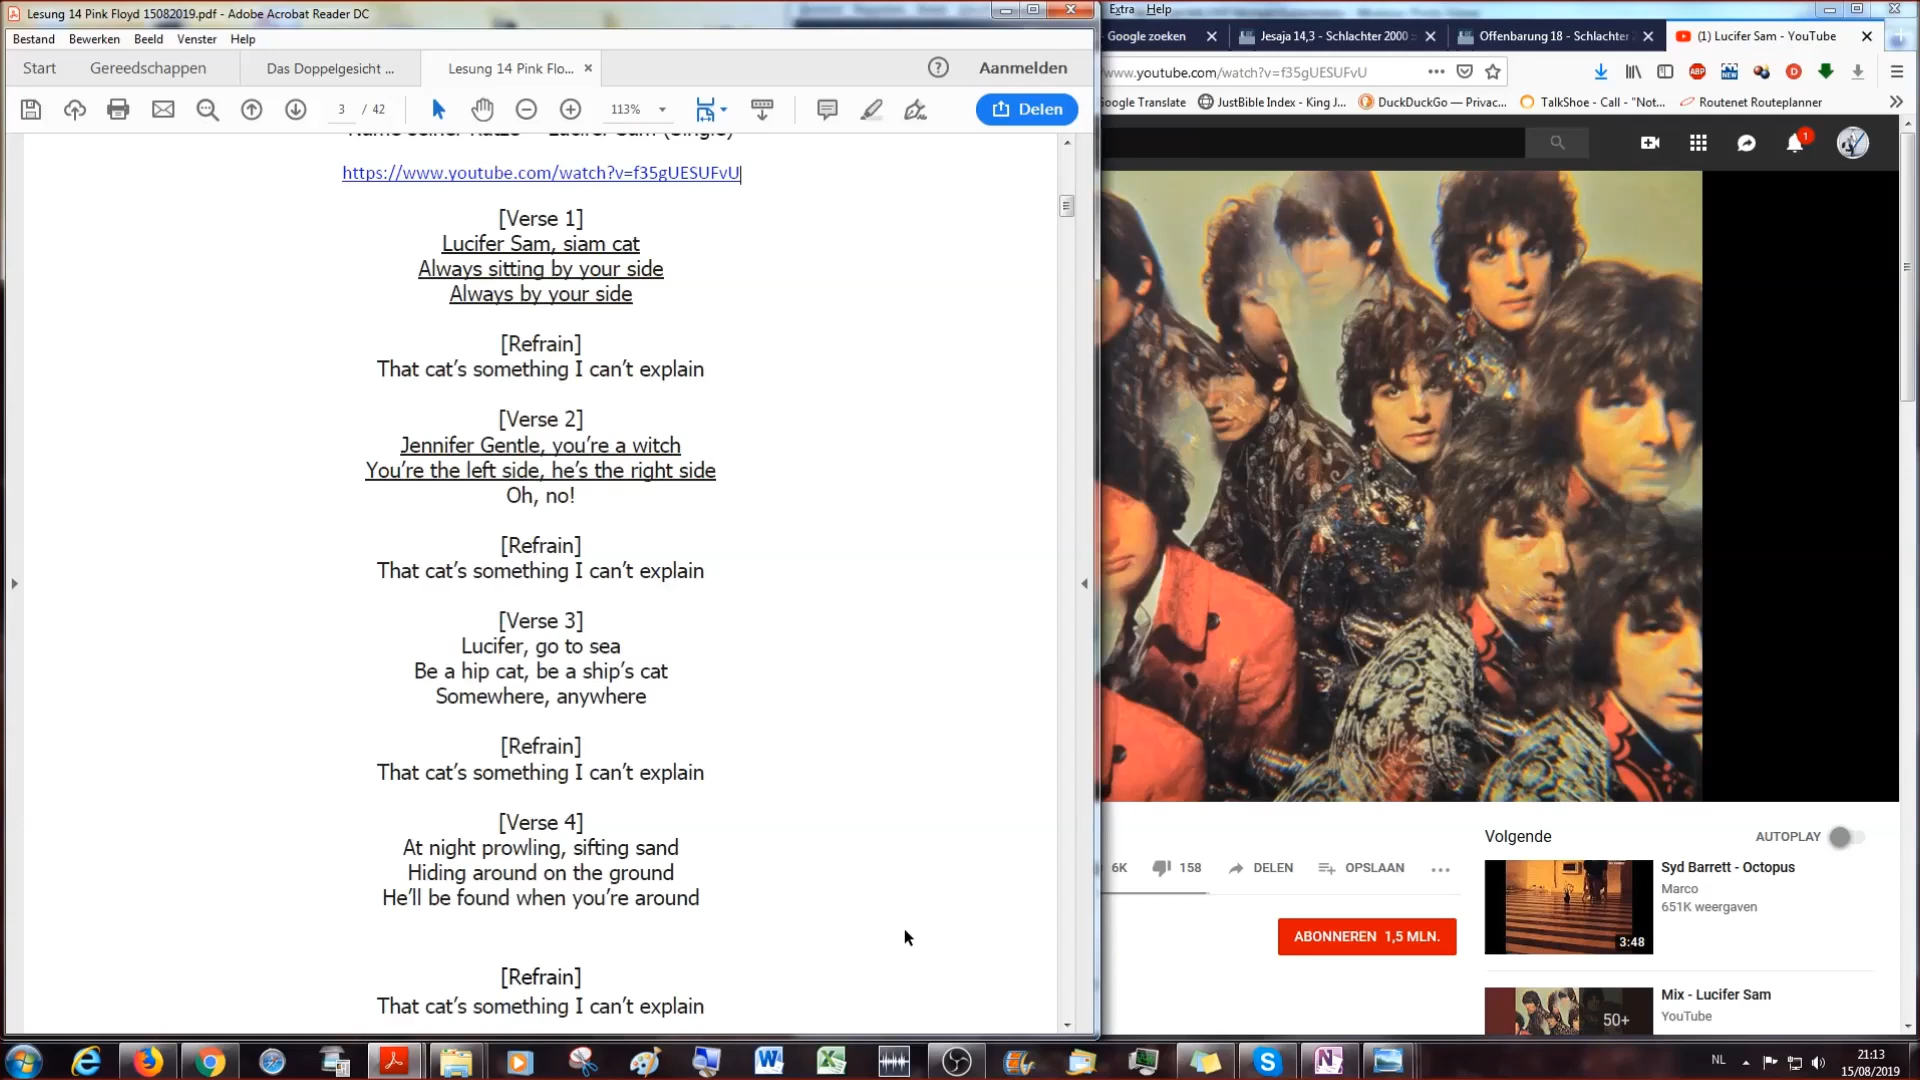 Lesung 14 Pink Floyd 15082019.pdf - Adobe Acrobat Reader DC
Bestand Bewerken Beeld Venster Help
Start Gereedschappen Das Doppelgesicht ... Lesung 14 Pink Flo... × Aanmelden
3 / 42 113% Delen
https://www.youtube.com/watch?v=f35gUESUFvU
[Verse 1]
Lucifer Sam, siam cat
Always sitting by your side
Always by your side
[Refrain]
That cat's something I can't explain
[Verse 2]
Jennifer Gentle, you're a witch
You're the left side, he's the right side
Oh, no!
[Refrain]
That cat's something I can't explain
[Verse 3]
Lucifer, go to sea
Be a hip cat, be a ship's cat
Somewhere, anywhere
[Refrain]
That cat's something I can't explain
[Verse 4]
At night prowling, sifting sand
Hiding around on the ground
He'll be found when you're around
[Refrain]
That cat's something I can't explain
Extra Help
Google zoeken Jesaja 14,3 - Schlachter 2000 Offenbarung 18 - Schlachter (1) Lucifer Sam - YouTube
www.youtube.com/watch?v=f35gUESUFvU
Google Translate JustBible Index - King J... DuckDuckGo — Privac... TalkShoe - Call - "Not... Routenet Routeplanner
1
6K 158 DELEN OPSLAAN
ABONNEREN 1,5 MLN.
Volgende AUTOPLAY
Syd Barrett - Octopus
Marco
651K weergaven
3:48
Mix - Lucifer Sam
YouTube
50+
NL 21:13
15/08/2019